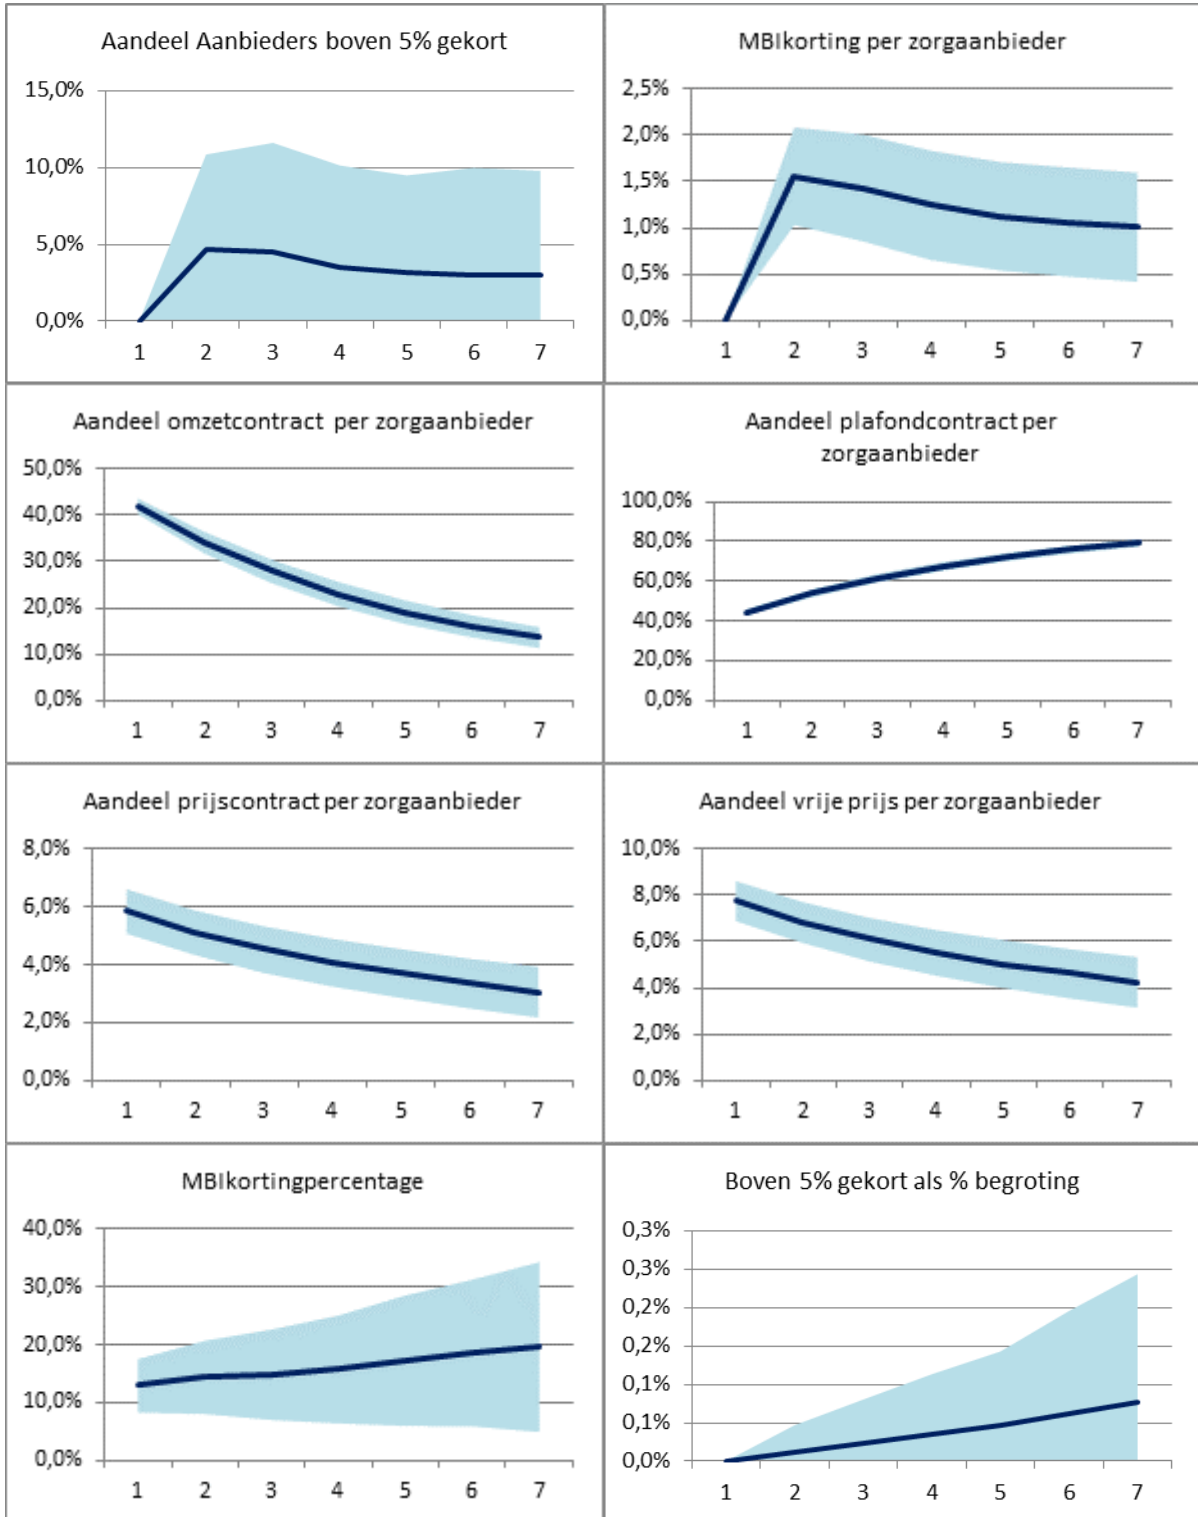 Aandeel Aanbieders boven 5% gekort
15,0%
10,0%
5,0%
0,0%
1 2 3 4 5 6 7
MBIkorting per zorgaanbieder
2,5%
2,0%
1,5%
1,0%
0,5%
0,0%
1 2 3 4 5 6 7
Aandeel omzetcontract per zorgaanbieder
50,0%
40,0%
30,0%
20,0%
10,0%
0,0%
1 2 3 4 5 6 7
Aandeel plafondcontract per
zorgaanbieder
100,0%
80,0%
60,0%
40,0%
20,0%
0,0%
1 2 3 4 5 6 7
Aandeel prijscontract per zorgaanbieder
8,0%
6,0%
4,0%
2,0%
0,0%
1 2 3 4 5 6 7
Aandeel vrije prijs per zorgaanbieder
10,0%
8,0%
6,0%
4,0%
2,0%
0,0%
1 2 3 4 5 6 7
MBIkortingpercentage
40,0%
30,0%
20,0%
10,0%
0,0%
1 2 3 4 5 6 7
Boven 5% gekort als % begroting
0,3%
0,3%
0,2%
0,2%
0,1%
0,1%
0,0%
1 2 3 4 5 6 7